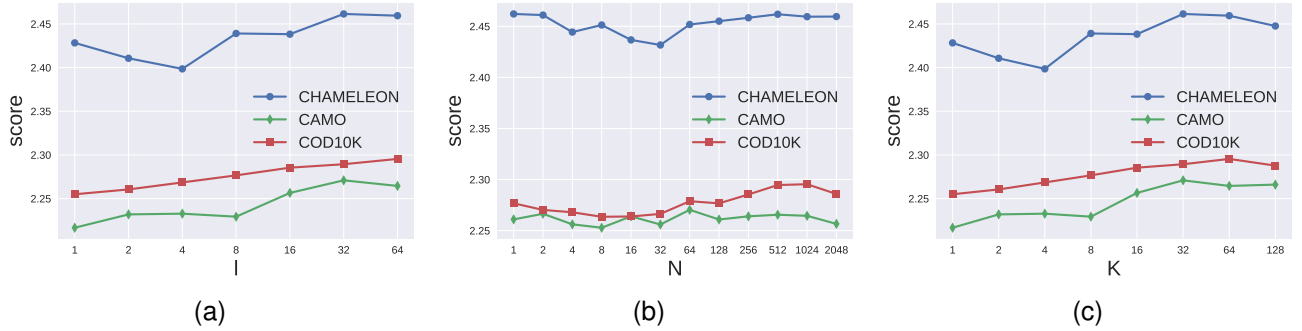 2.45
2.40
2.35
2.30
2.25
score
CHAMELEON
CAMO
COD10K
1 2 4 8 16 32 64
I
(a)
2.45
2.40
2.35
2.30
2.25
score
CHAMELEON
CAMO
COD10K
1 2 4 8 16 32 64 128 256 512 1024 2048
N
(b)
2.45
2.40
2.35
2.30
2.25
score
CHAMELEON
CAMO
COD10K
1 2 4 8 16 32 64 128
K
(c)